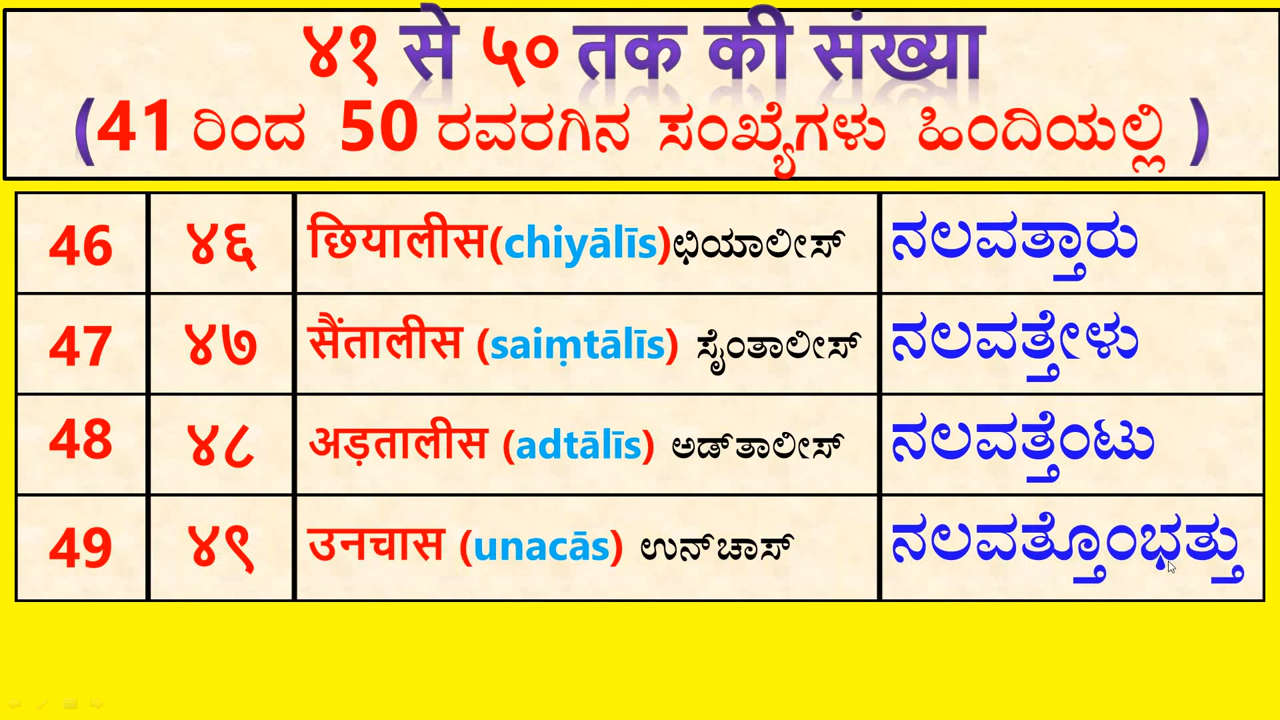 ४१ से ५० तक की संख्या
(41 ರಿಂದ 50 ರವರಗಿನ ಸಂಖ್ಯೆಗಳು ಹಿಂದಿಯಲ್ಲಿ )
46 ४६ छियालीस(chiyālīs)ಛಿಯಾಲೀಸ್ ನಲವತ್ತಾರು
47 ४७ सैंतालीस (saiṃtālīs) ಸೈಂತಾಲೀಸ್ ನಲವತ್ತೇಳು
48 ४८ अड़तालीस (adtālīs) ಅಡ್‌ತಾಲೀಸ್ ನಲವತ್ತೆಂಟು
49 ४९ उनचास (unacās) ಉನ್‌ಚಾಸ್ ನಲವತ್ತೊಂಭತ್ತು